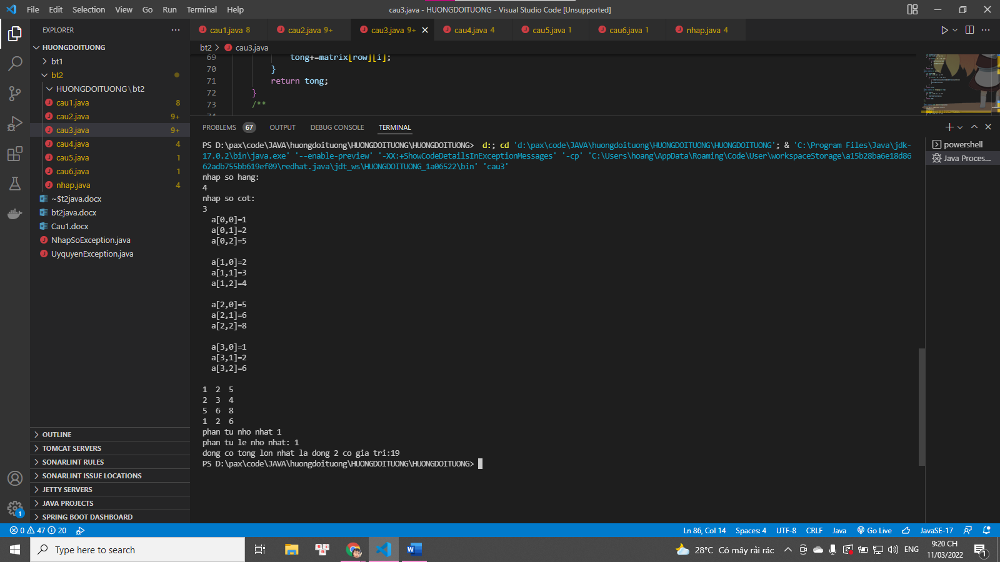 File Edit Selection View Go Run Terminal Help
cau3.java - HUONGDOITUONG - Visual Studio Code [Unsupported]
EXPLORER
HUONGDOITUONG
bt1
bt2
HUONGDOITUONG\bt2
cau1.java 8
cau2.java 9+
cau3.java 9+
cau4.java 4
cau5.java 1
cau6.java 1
nhap.java 4
~$t2java.docx
bt2java.docx
Cau1.docx
NhapSoException.java
UyquyenException.java
OUTLINE
TOMCAT SERVERS
SONARLINT RULES
SONARLINT ISSUE LOCATIONS
JETTY SERVERS
JAVA PROJECTS
SPRING BOOT DASHBOARD
1
cau1.java 8 cau2.java 9+ cau3.java 9+ cau4.java 4 cau5.java 1 cau6.java 1 nhap.java 4
bt2 > cau3.java
69 tong+=matrix[row][i];
70 }
71 return tong;
72 }
73 /**
74
PROBLEMS 67 OUTPUT DEBUG CONSOLE TERMINAL
PS D:\pax\code\JAVA\huongdoituong\HUONGDOITUONG\HUONGDOITUONG> d:; cd 'd:\pax\code\JAVA\huongdoituong\HUONGDOITUONG\HUONGDOITUONG'; & 'C:\Program Files\Java\jdk-
17.0.2\bin\java.exe' '--enable-preview' '-XX:+ShowCodeDetailsInExceptionMessages' '-cp' 'C:\Users\hoang\AppData\Roaming\Code\User\workspaceStorage\a15b28ba6e18d86
62adb755bb619ef09\redhat.java\jdt_ws\HUONGDOITUONG_1a06522\bin' 'cau3'
nhap so hang:
4
nhap so cot:
3
a[0,0]=1
a[0,1]=2
a[0,2]=5
a[1,0]=2
a[1,1]=3
a[1,2]=4
a[2,0]=5
a[2,1]=6
a[2,2]=8
a[3,0]=1
a[3,1]=2
a[3,2]=6
1 2 5
2 3 4
5 6 8
1 2 6
phan tu nho nhat 1
phan tu le nho nhat: 1
dong co tong lon nhat la dong 2 co gia tri:19
PS D:\pax\code\JAVA\huongdoituong\HUONGDOITUONG\HUONGDOITUONG>
powershell
Java Proces...
0 47 20
Ln 86, Col 14 Spaces: 4 UTF-8 CRLF Java Go Live JavaSE-17
Type here to search
28°C Có mây rải rác
ENG
9:20 CH
11/03/2022
1